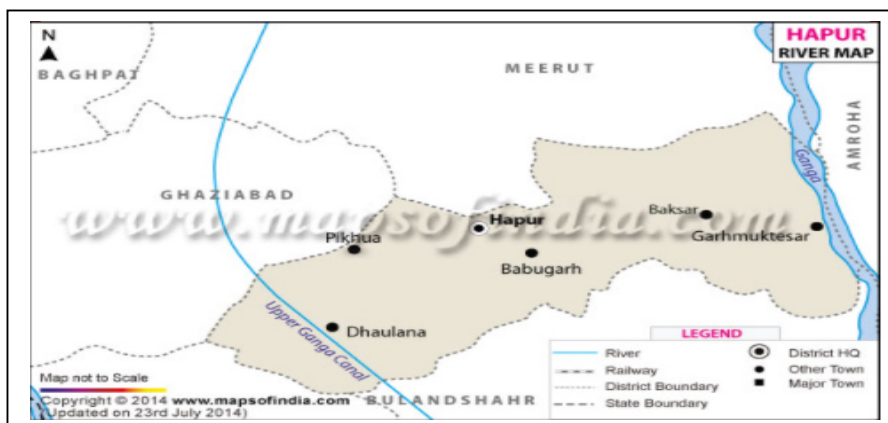 N
HAPUR
RIVER MAP
BAGHPAT
MEERUT
AMROHA
Ganga
GHAZIABAD
www.mapsofindia.com
Hapur
Baksar
Pikhua
Garhmuktesar
Babugarh
Upper Ganga Canal
Dhaulana
LEGEND
River
Railway
District Boundary
State Boundary
District HQ
Other Town
Major Town
Map not to Scale
Copyright © 2014 www.mapsofindia.com
(Updated on 23rd July 2014)
BULANDSHAHR